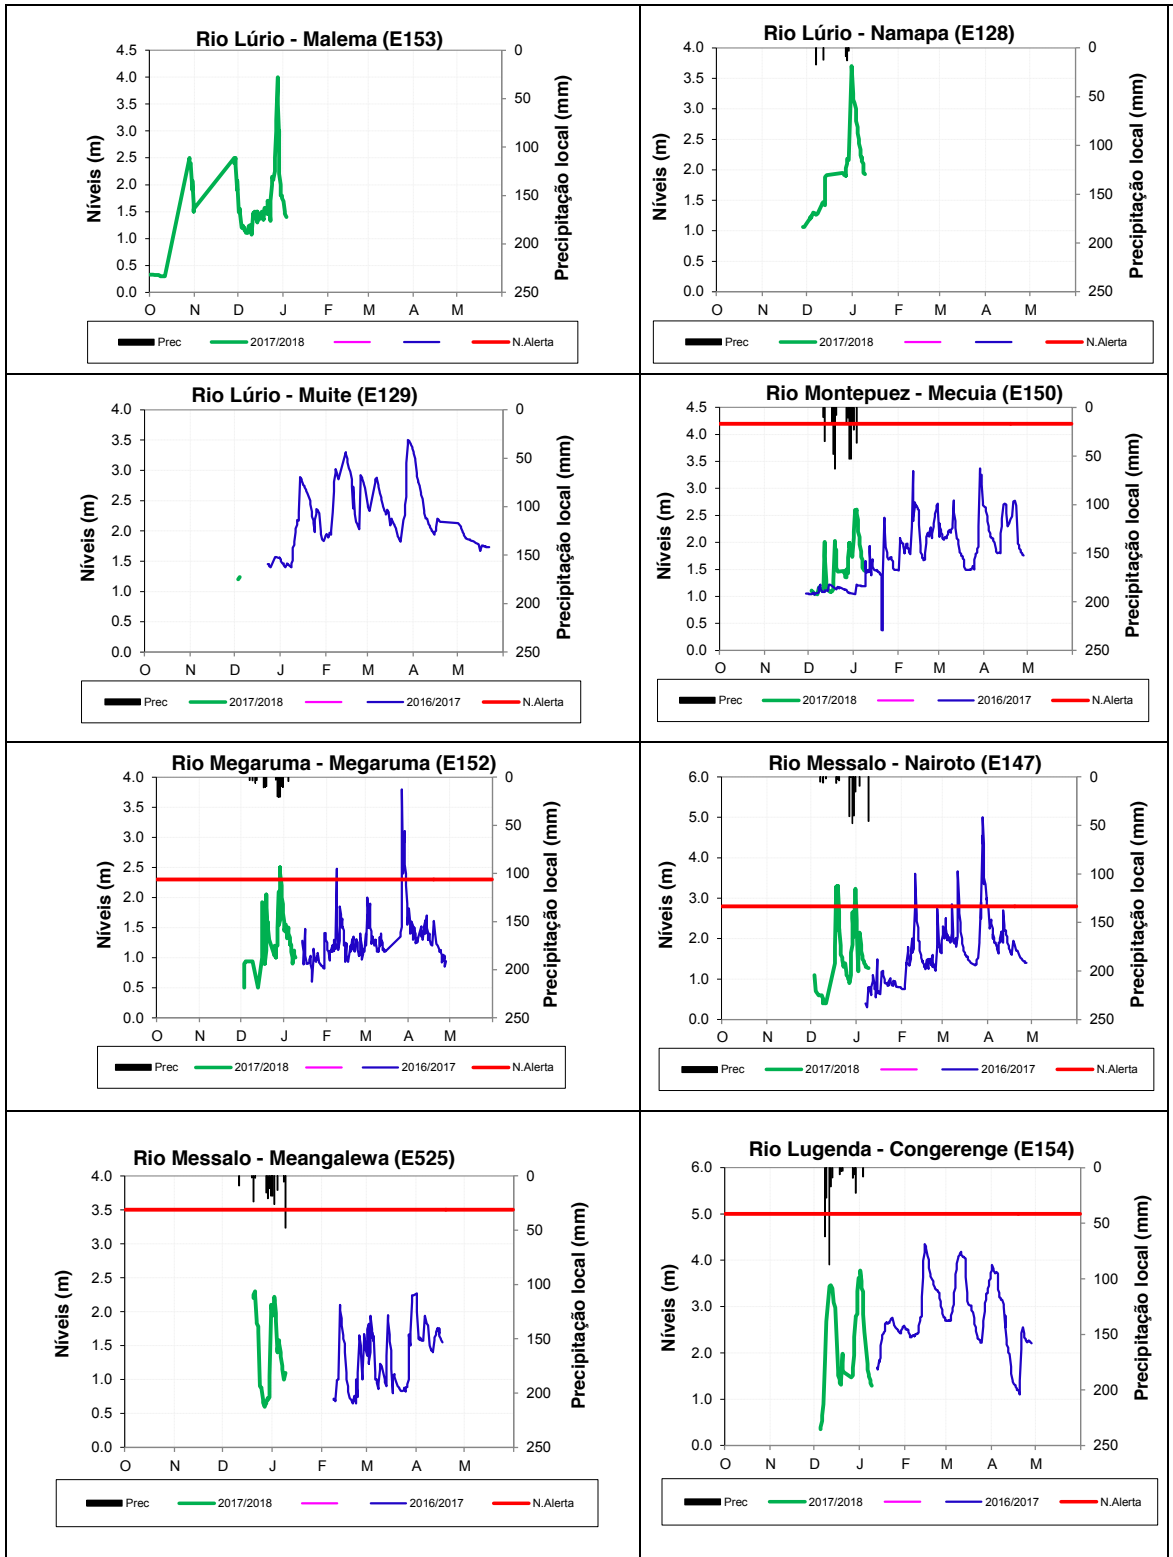 Rio Lúrio - Malema (E153)
Níveis (m)
4.5
4.0
3.5
3.0
2.5
2.0
1.5
1.0
0.5
0.0
O N D J F M A M
0
50
100
150
200
250
Precipitação local (mm)
Prec 2017/2018 N.Alerta
Rio Lúrio - Namapa (E128)
Níveis (m)
4.0
3.5
3.0
2.5
2.0
1.5
1.0
0.5
0.0
O N D J F M A M
0
50
100
150
200
250
Precipitação local (mm)
Prec 2017/2018 N.Alerta
Rio Lúrio - Muite (E129)
Níveis (m)
4.0
3.5
3.0
2.5
2.0
1.5
1.0
0.5
0.0
O N D J F M A M
0
50
100
150
200
250
Precipitação local (mm)
Prec 2017/2018 2016/2017 N.Alerta
Rio Montepuez - Mecuia (E150)
Níveis (m)
4.5
4.0
3.5
3.0
2.5
2.0
1.5
1.0
0.5
0.0
O N D J F M A M
0
50
100
150
200
250
Precipitação local (mm)
Prec 2017/2018 2016/2017 N.Alerta
Rio Megaruma - Megaruma (E152)
Níveis (m)
4.0
3.5
3.0
2.5
2.0
1.5
1.0
0.5
0.0
O N D J F M A M
0
50
100
150
200
250
Precipitação local (mm)
Prec 2017/2018 2016/2017 N.Alerta
Rio Messalo - Nairoto (E147)
Níveis (m)
6.0
5.0
4.0
3.0
2.0
1.0
0.0
O N D J F M A M
0
50
100
150
200
250
Precipitação local (mm)
Prec 2017/2018 2016/2017 N.Alerta
Rio Messalo - Meangalewa (E525)
Níveis (m)
4.0
3.5
3.0
2.5
2.0
1.5
1.0
0.5
0.0
O N D J F M A M
0
50
100
150
200
250
Precipitação local (mm)
Prec 2017/2018 2016/2017 N.Alerta
Rio Lugenda - Congerenge (E154)
Níveis (m)
6.0
5.0
4.0
3.0
2.0
1.0
0.0
O N D J F M A M
0
50
100
150
200
250
Precipitação local (mm)
Prec 2017/2018 2016/2017 N.Alerta